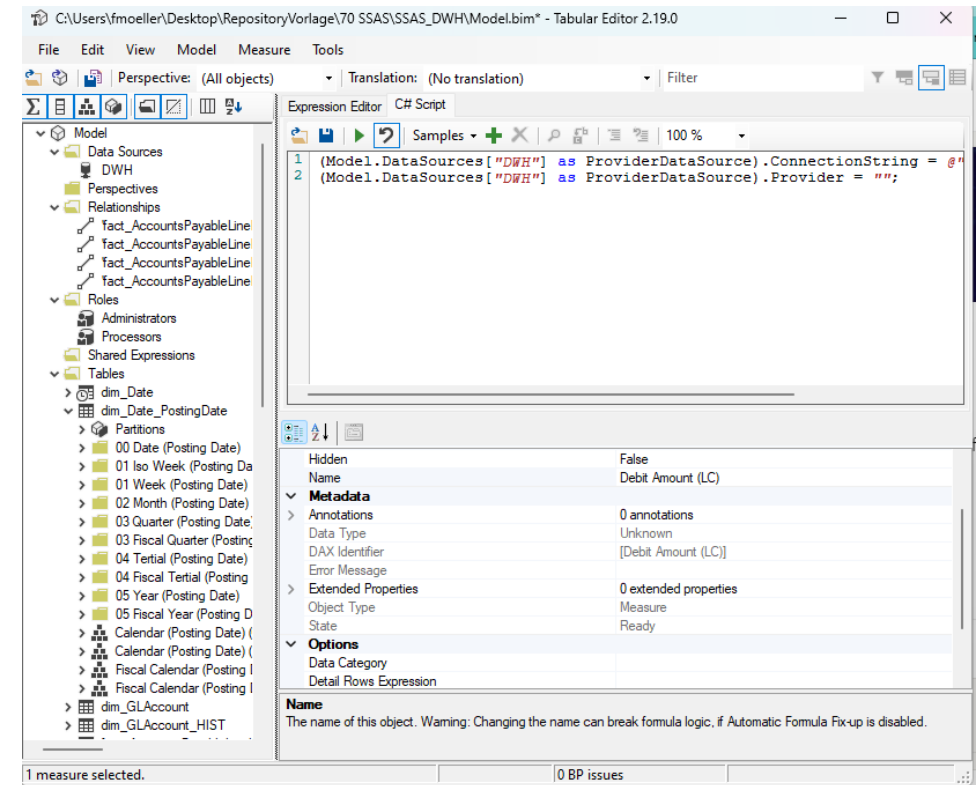 C:\Users\fmoeller\Desktop\RepositoryVorlage\70 SSAS\SSAS_DWH\Model.bim* - Tabular Editor 2.19.0
File Edit View Model Measure Tools
Perspective: (All objects) Translation: (No translation) Filter
Expression Editor C# Script
Samples 100 %
1 (Model.DataSources["DWH"] as ProviderDataSource).ConnectionString = @"
2 (Model.DataSources["DWH"] as ProviderDataSource).Provider = "";
Model
Data Sources
DWH
Perspectives
Relationships
fact_AccountsPayableLine
fact_AccountsPayableLine
fact_AccountsPayableLine
fact_AccountsPayableLine
Roles
Administrators
Processors
Shared Expressions
Tables
dim_Date
dim_Date_PostingDate
Partitions
00 Date (Posting Date)
01 Iso Week (Posting Da
01 Week (Posting Date)
02 Month (Posting Date)
03 Quarter (Posting Date)
03 Fiscal Quarter (Posting
04 Tertial (Posting Date)
04 Fiscal Tertial (Posting
05 Year (Posting Date)
05 Fiscal Year (Posting D
Calendar (Posting Date) (
Calendar (Posting Date) (
Fiscal Calendar (Posting
Fiscal Calendar (Posting
dim_GLAccount
dim_GLAccount_HIST
Hidden False
Name Debit Amount (LC)
Metadata
Annotations 0 annotations
Data Type Unknown
DAX Identifier [Debit Amount (LC)]
Error Message
Extended Properties 0 extended properties
Object Type Measure
State Ready
Options
Data Category
Detail Rows Expression
Name
The name of this object. Warning: Changing the name can break formula logic, if Automatic Formula Fix-up is disabled.
1 measure selected. 0 BP issues